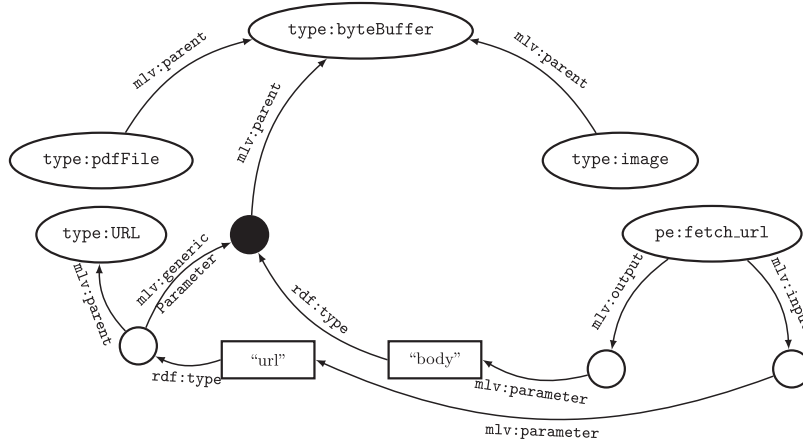 type:byteBuffer
mlv:parent
mlv:parent
mlv:parent
type:pdfFile
type:image
type:URL
pe:fetch_url
mlv:generic
Parameter
mlv:parent
rdf:type
mlv:output
mlv:input
“url”
“body”
rdf:type
mlv:parameter
mlv:parameter